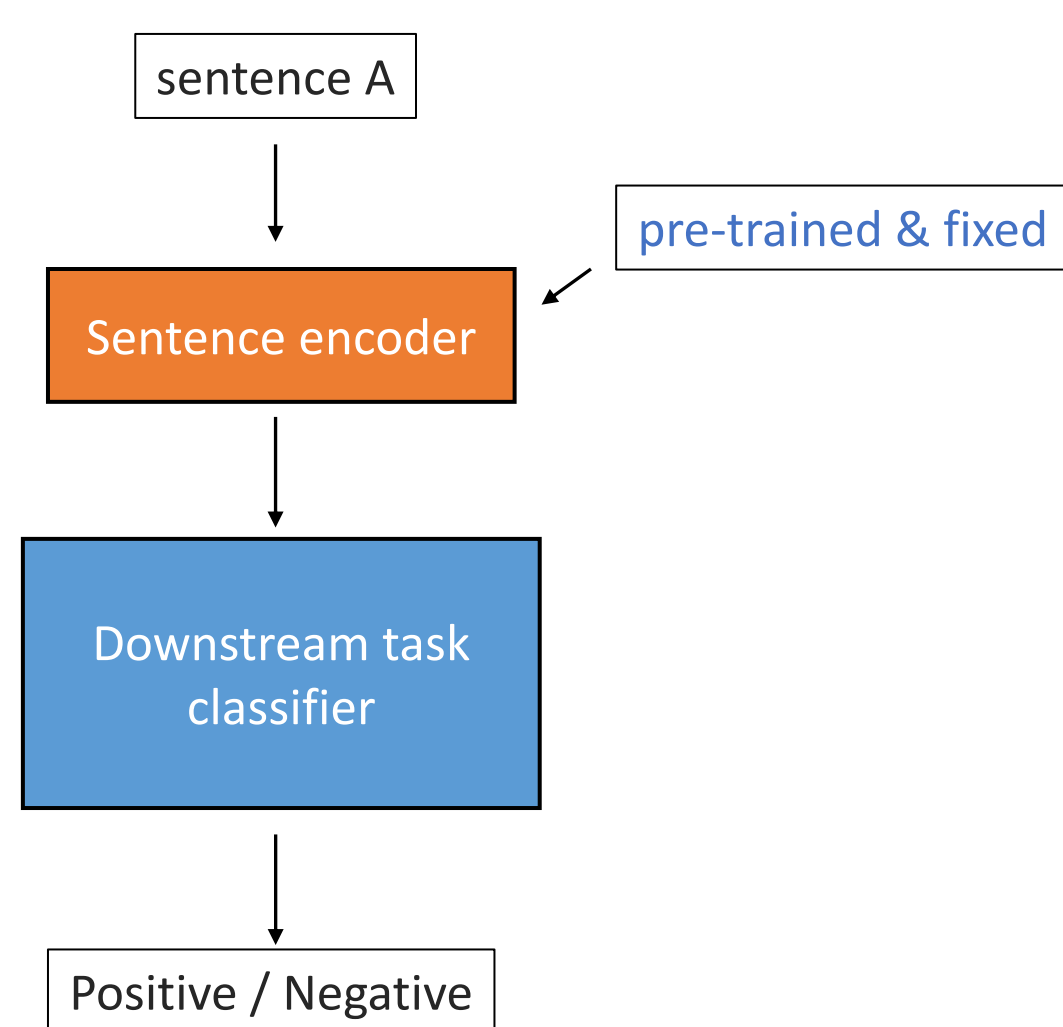 sentence A
pre-trained & fixed
Sentence encoder
Downstream task
classifier
Positive / Negative